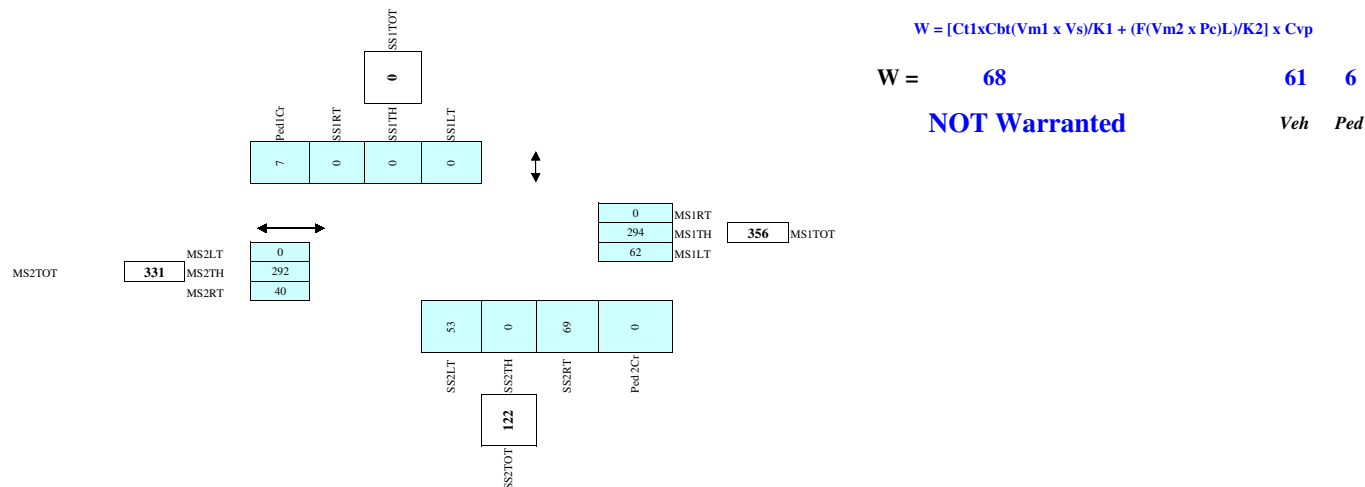 W = [Ct1xCbt(Vm1 x Vs)/K1 + (F(Vm2 x Pc)L)/K2] x Cvp
W = 68 61 6
NOT Warranted Veh Ped
SS1TOT
0
Ped1Cr SS1RT SS1TH SS1LT
7 0 0 0
0 MS1RT
294 MS1TH 356 MS1TOT
62 MS1LT
MS2LT 0
MS2TOT 331 MS2TH 292
MS2RT 40
53 0 69 0
SS2LT SS2TH SS2RT Ped 2Cr
122
SS2TOT